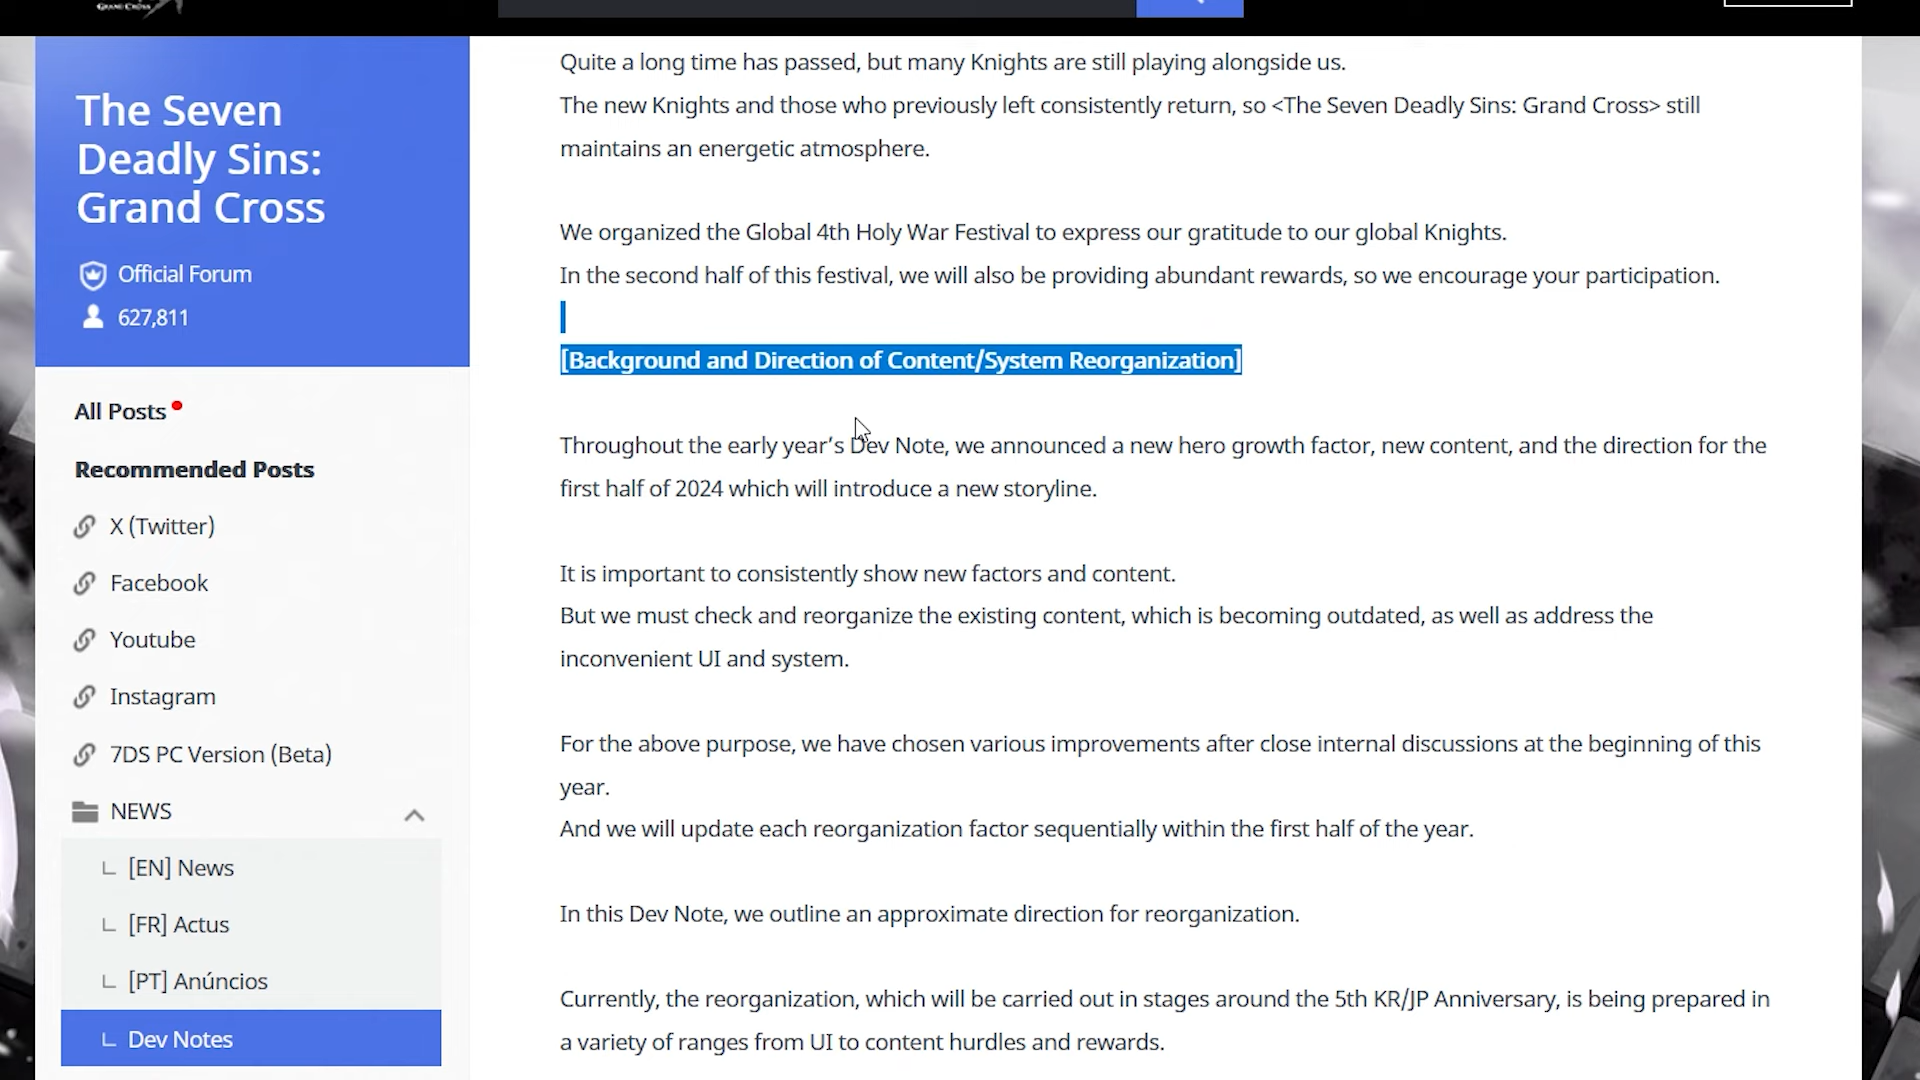 GRAND CROSS
The Seven
Deadly Sins:
Grand Cross
Official Forum
627,811
All Posts
Recommended Posts
X (Twitter)
Facebook
Youtube
Instagram
7DS PC Version (Beta)
NEWS
[EN] News
[FR] Actus
[PT] Anúncios
Dev Notes
Quite a long time has passed, but many Knights are still playing alongside us.
The new Knights and those who previously left consistently return, so <The Seven Deadly Sins: Grand Cross> still
maintains an energetic atmosphere.
We organized the Global 4th Holy War Festival to express our gratitude to our global Knights.
In the second half of this festival, we will also be providing abundant rewards, so we encourage your participation.
[Background and Direction of Content/System Reorganization]
Throughout the early year’s Dev Note, we announced a new hero growth factor, new content, and the direction for the
first half of 2024 which will introduce a new storyline.
It is important to consistently show new factors and content.
But we must check and reorganize the existing content, which is becoming outdated, as well as address the
inconvenient UI and system.
For the above purpose, we have chosen various improvements after close internal discussions at the beginning of this
year.
And we will update each reorganization factor sequentially within the first half of the year.
In this Dev Note, we outline an approximate direction for reorganization.
Currently, the reorganization, which will be carried out in stages around the 5th KR/JP Anniversary, is being prepared in
a variety of ranges from UI to content hurdles and rewards.